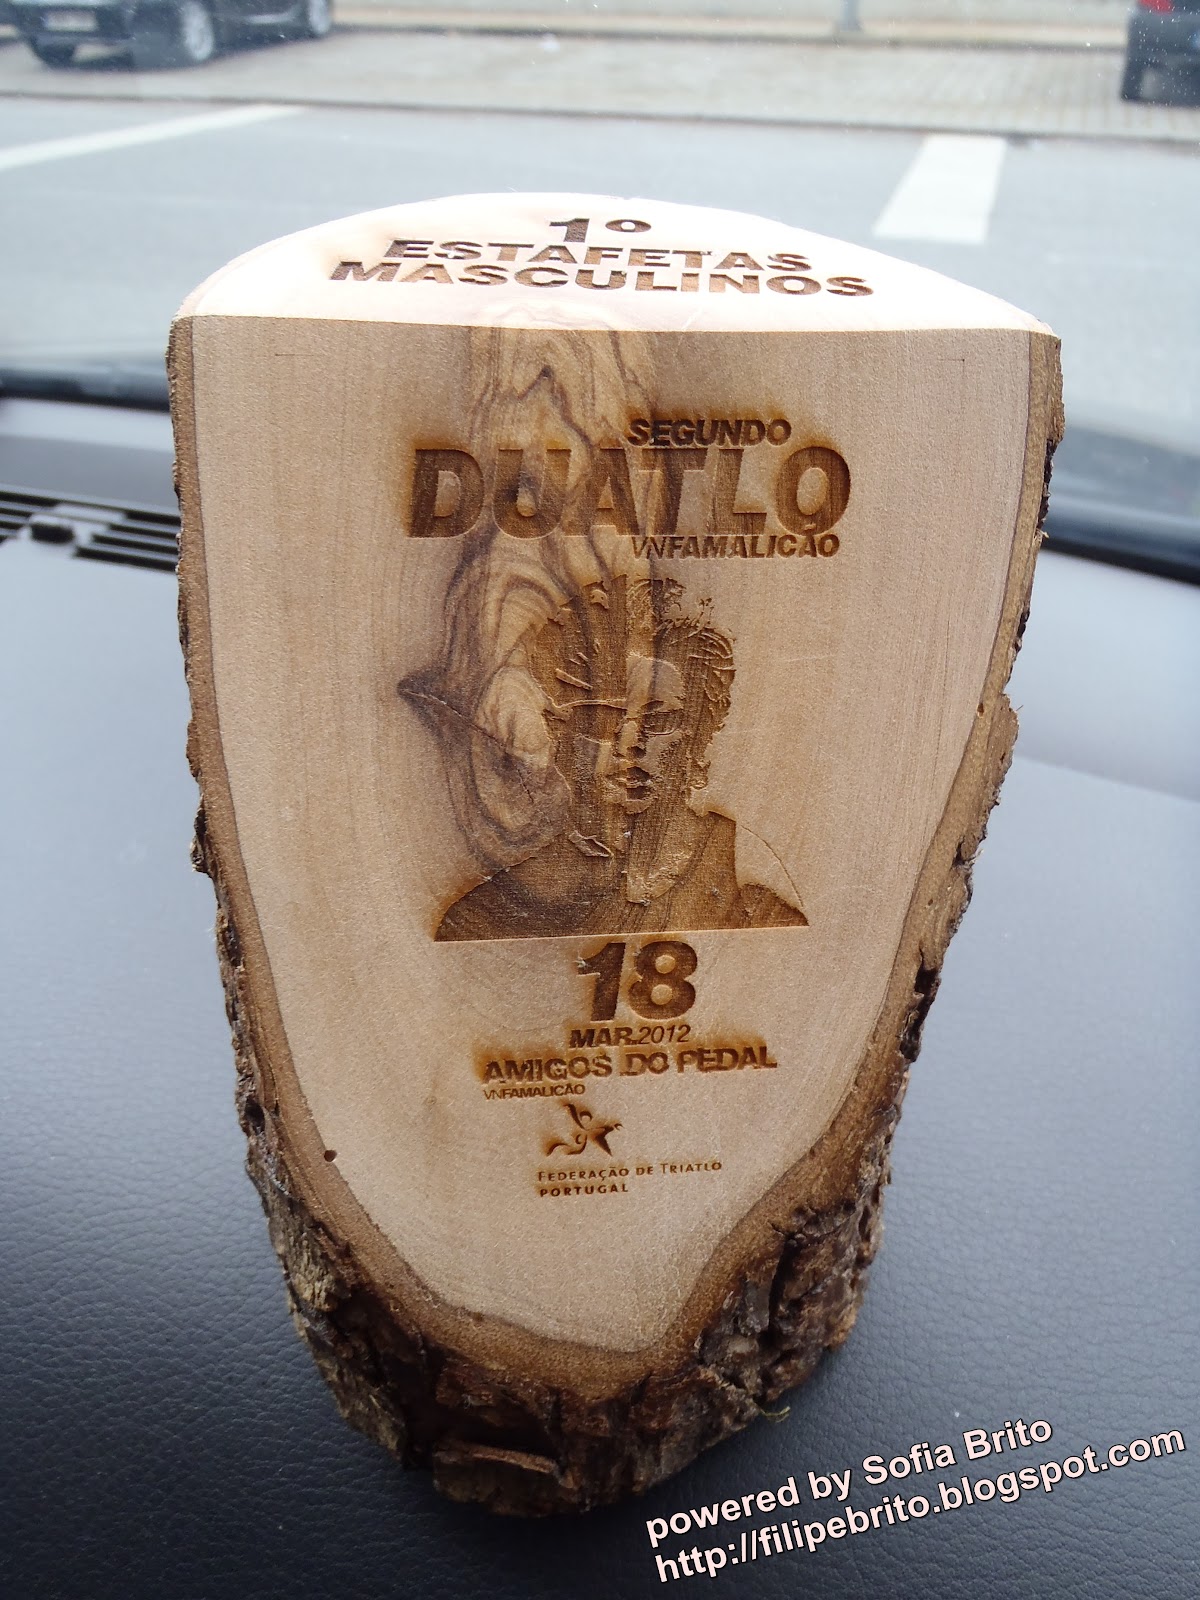 1º
ESTAFETAS
MASCULINOS
SEGUNDO
DUATLO
VNFAMALICÃO
18
MAR.2012
AMIGOS DO PEDAL
VNFAMALICÃO
FEDERAÇÃO DE TRIATLO
PORTUGAL
powered by Sofia Brito
http://filipebrito.blogspot.com